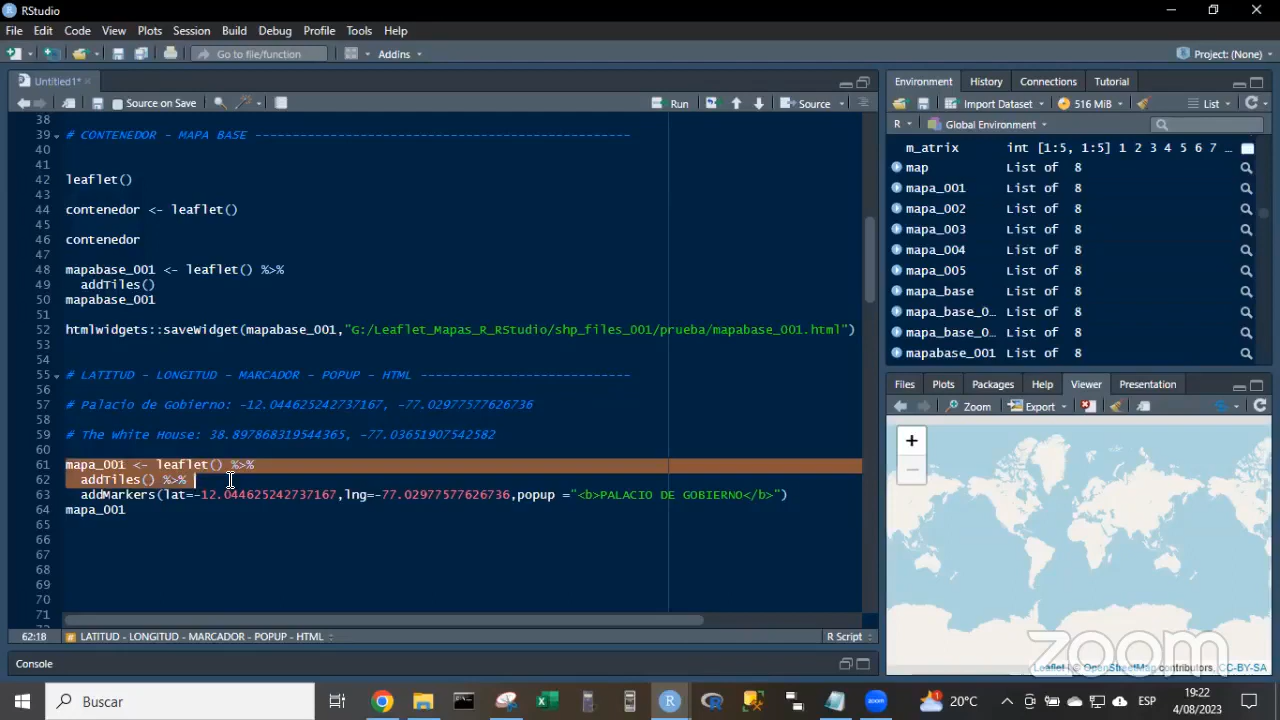 RStudio
File Edit Code View Plots Session Build Debug Profile Tools Help
Go to file/function Addins Project: (None)
Untitled1*
Source on Save Run Source
38
39 # CONTENEDOR - MAPA BASE --------------------------------------------------
40
41
42 leaflet()
43
44 contenedor <- leaflet()
45
46 contenedor
47
48 mapabase_001 <- leaflet() %>%
49 addTiles()
50 mapabase_001
51
52 htmlwidgets::saveWidget(mapabase_001,"G:/Leaflet_Mapas_R_RStudio/shp_files_001/prueba/mapabase_001.html")
53
54
55 # LATITUD - LONGITUD - MARCADOR - POPUP - HTML ----------------------------
56
57 # Palacio de Gobierno: -12.044625242737167, -77.02977577626736
58
59 # The White House: 38.897868319544365, -77.03651907542582
60
61 mapa_001 <- leaflet() %>%
62 addTiles() %>%
63 addMarkers(lat=-12.044625242737167,lng=-77.02977577626736,popup ="<b>PALACIO DE GOBIERNO</b>")
64 mapa_001
65
66
67
68
69
70
71
62:18 LATITUD - LONGITUD - MARCADOR - POPUP - HTML R Script
Console
Environment History Connections Tutorial
Import Dataset 516 MiB List
R Global Environment
m_atrix int [1:5, 1:5] 1 2 3 4 5 6 7 ...
map List of 8
mapa_001 List of 8
mapa_002 List of 8
mapa_003 List of 8
mapa_004 List of 8
mapa_005 List of 8
mapa_base List of 8
mapa_base_0… List of 8
mapa_base_0… List of 8
mapabase_001 List of 8
Files Plots Packages Help Viewer Presentation
Zoom Export
+
−
zoom
Leaflet | © OpenStreetMap contributors, CC-BY-SA
Buscar
20°C ESP 19:22
4/08/2023